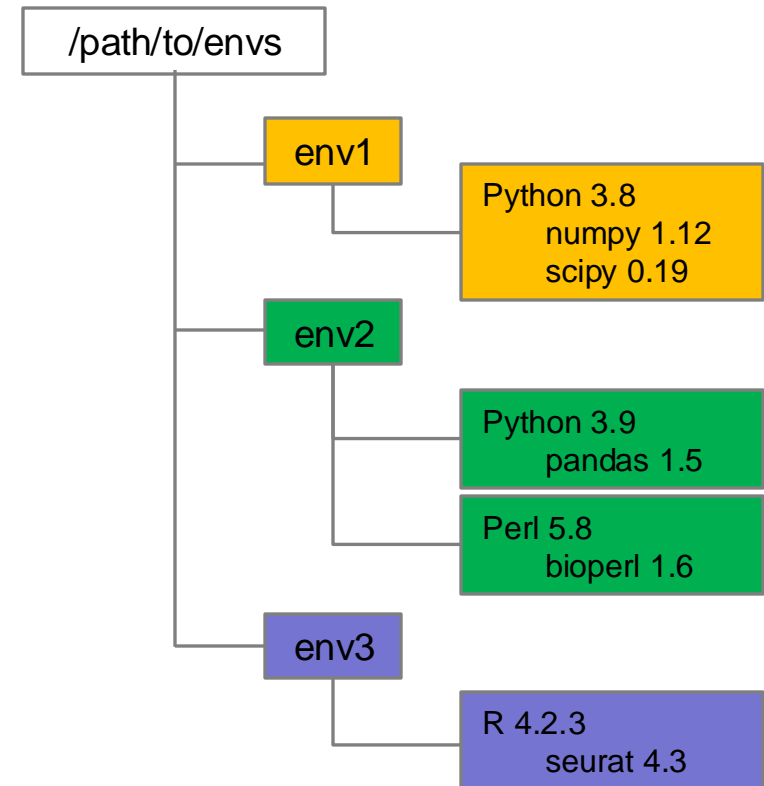 /path/to/envs
env1
Python 3.8
numpy 1.12
scipy 0.19
env2
Python 3.9
pandas 1.5
Perl 5.8
bioperl 1.6
env3
R 4.2.3
seurat 4.3